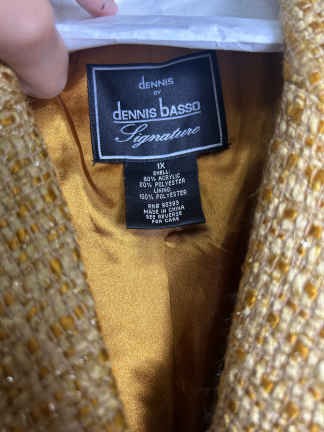 DENNIS
BY
DENNIS BASSO
Signature
1X
SHELL:
80% ACRYLIC
20% POLYESTER
LINING:
100% POLYESTER
RN# 92393
MADE IN CHINA
SEE REVERSE
FOR CARE